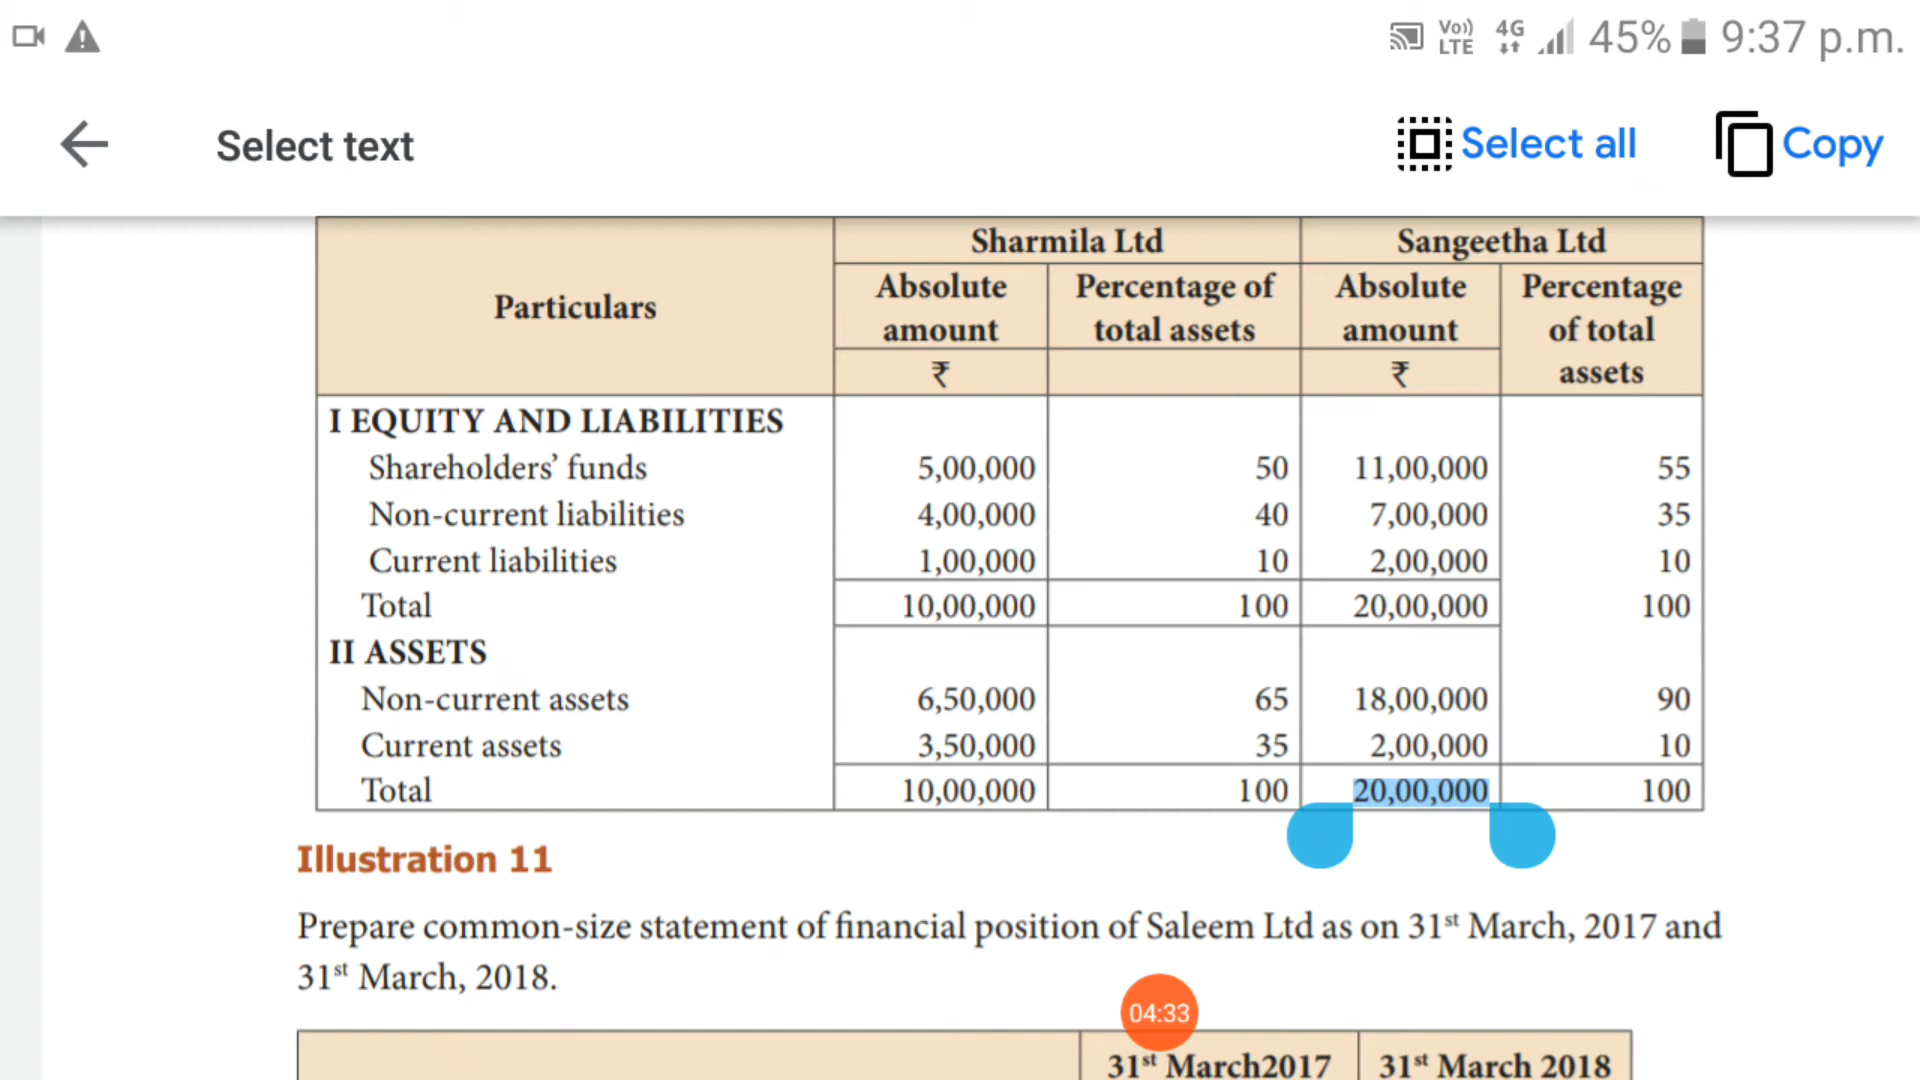 Vo)) LTE 4G 45% 9:37 p.m.
Select text Select all Copy
Sharmila Ltd Sangeetha Ltd
Particulars Absolute amount Percentage of total assets Absolute amount Percentage of total assets
₹ ₹
I EQUITY AND LIABILITIES
Shareholders’ funds 5,00,000 50 11,00,000 55
Non-current liabilities 4,00,000 40 7,00,000 35
Current liabilities 1,00,000 10 2,00,000 10
Total 10,00,000 100 20,00,000 100
II ASSETS
Non-current assets 6,50,000 65 18,00,000 90
Current assets 3,50,000 35 2,00,000 10
Total 10,00,000 100 20,00,000 100
Illustration 11
Prepare common-size statement of financial position of Saleem Ltd as on 31st March, 2017 and
31st March, 2018.
04:33
31st March2017 31st March 2018